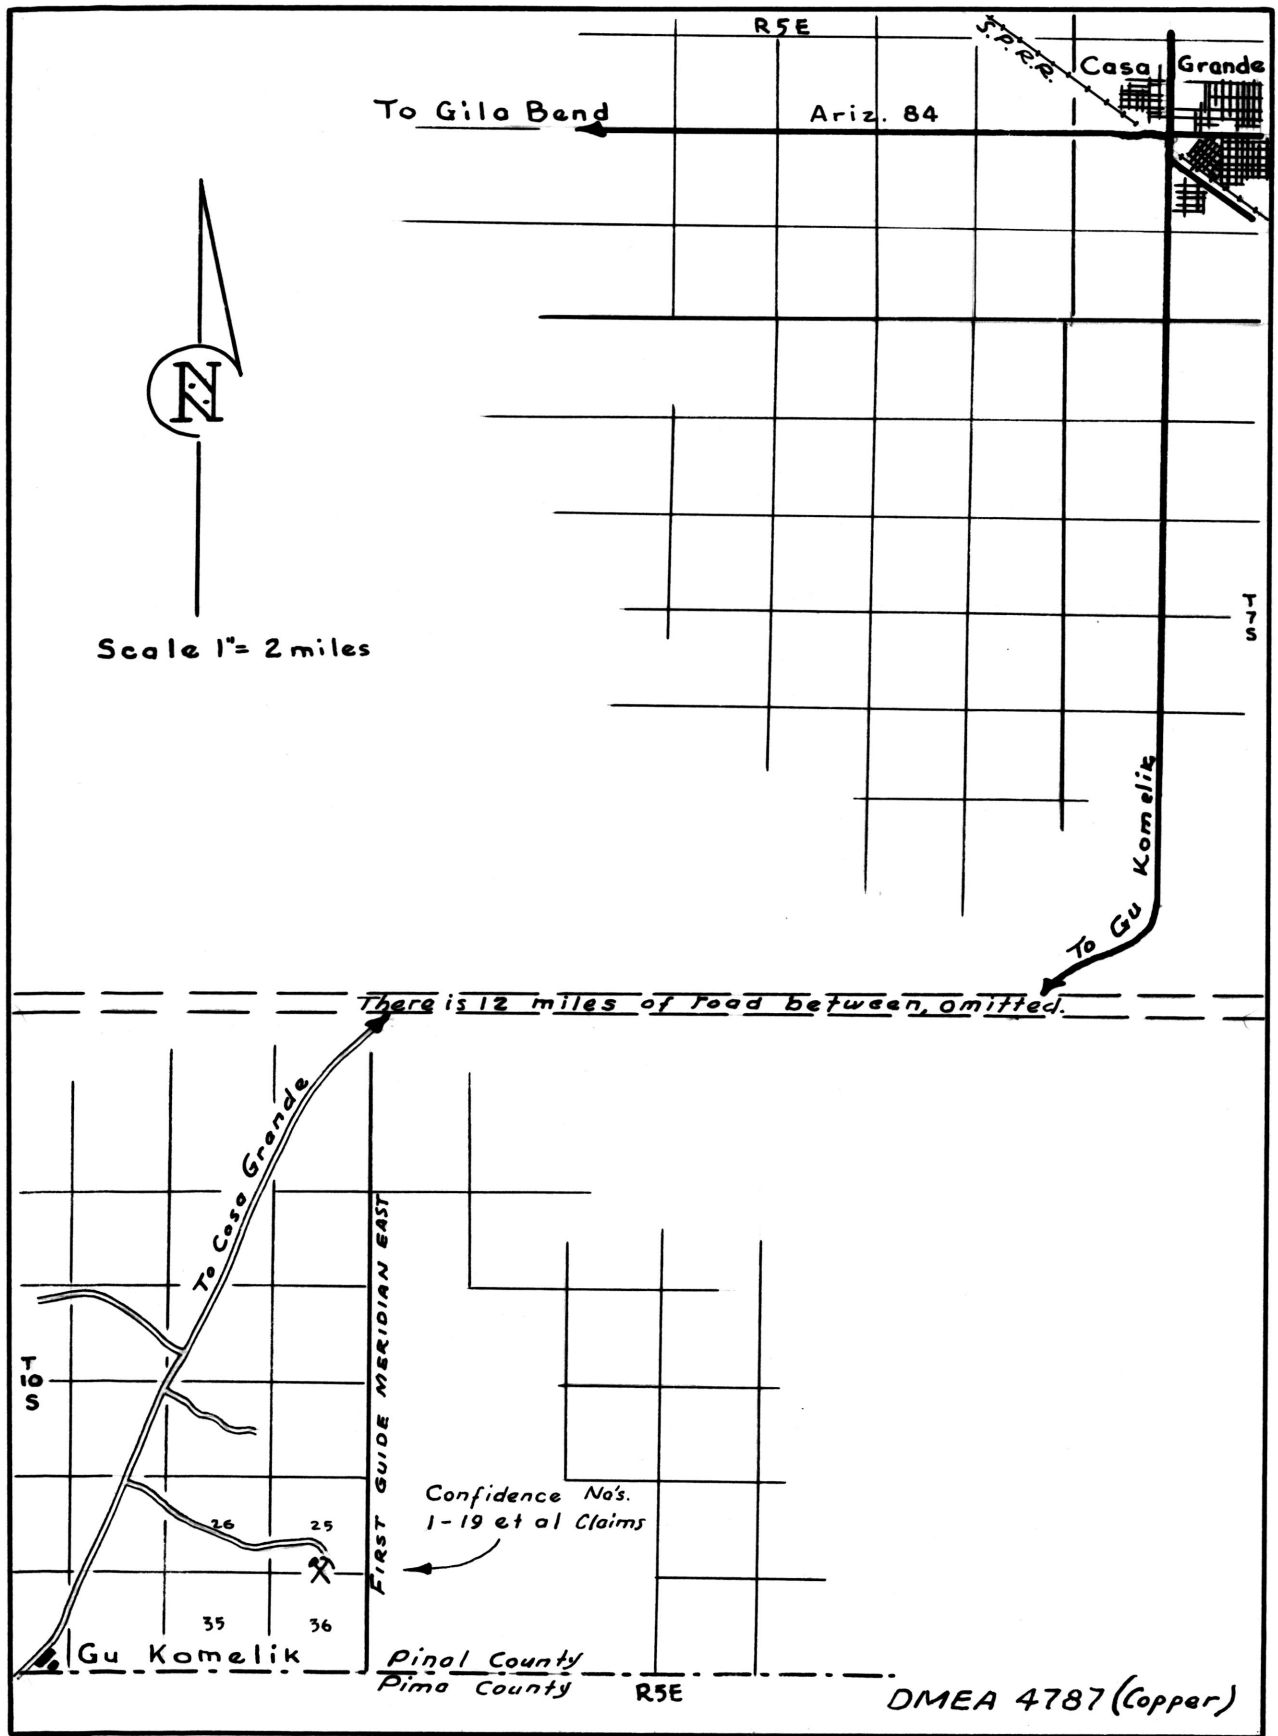 R5E
S.P.R.R.
Casa Grande
To Gila Bend
Ariz. 84
N
Scale 1"= 2 miles
T
7
S
To Gu Komelik
There is 12 miles of road between, omitted.
To Casa Grande
FIRST GUIDE MERIDIAN EAST
T
10
S
Confidence No's.
1-19 et al Claims
26 25
35 36
Gu Komelik
Pinal County
Pima County
R5E
DMEA 4787 (Copper)